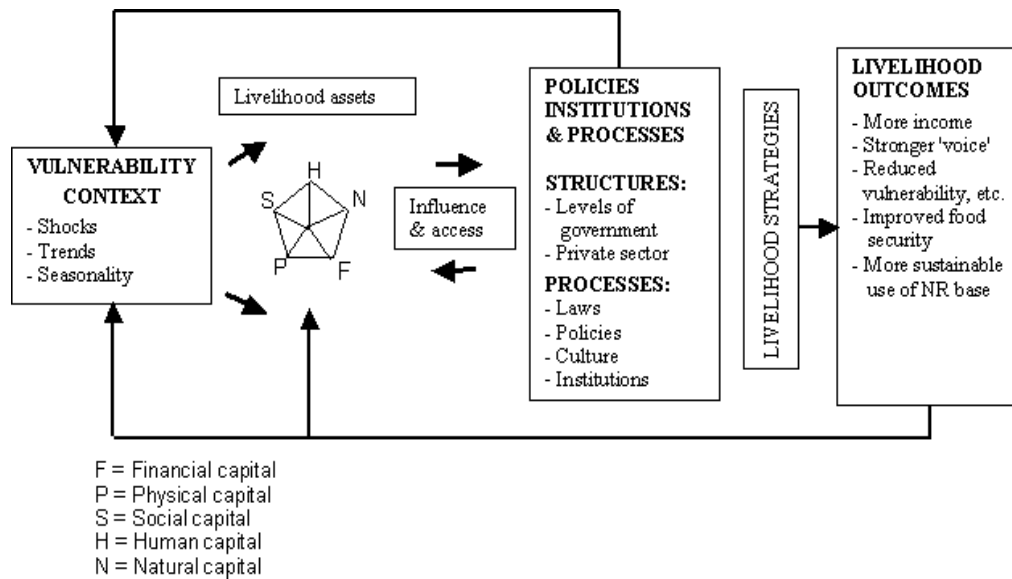 Livelihood assets
VULNERABILITY
CONTEXT
- Shocks
- Trends
- Seasonality
H
S
N
P
F
Influence
& access
POLICIES
INSTITUTIONS
& PROCESSES
STRUCTURES:
- Levels of
government
- Private sector
PROCESSES:
- Laws
- Policies
- Culture
- Institutions
LIVELIHOOD STRATEGIES
LIVELIHOOD
OUTCOMES
- More income
- Stronger 'voice'
- Reduced
vulnerability, etc.
- Improved food
security
- More sustainable
use of NR base
F = Financial capital
P = Physical capital
S = Social capital
H = Human capital
N = Natural capital